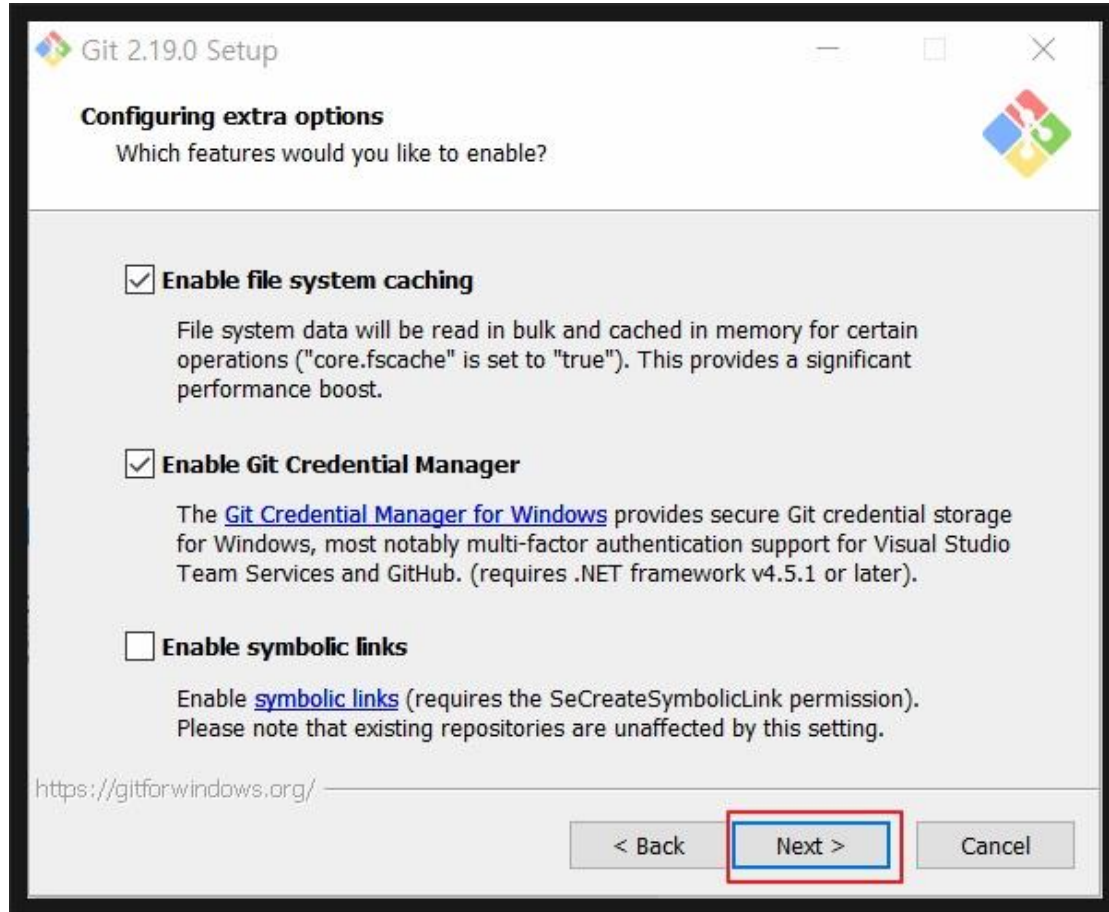 Git 2.19.0 Setup
Configuring extra options
Which features would you like to enable?
Enable file system caching
File system data will be read in bulk and cached in memory for certain
operations ("core.fscache" is set to "true"). This provides a significant
performance boost.
Enable Git Credential Manager
The Git Credential Manager for Windows provides secure Git credential storage
for Windows, most notably multi-factor authentication support for Visual Studio
Team Services and GitHub. (requires .NET framework v4.5.1 or later).
Enable symbolic links
Enable symbolic links (requires the SeCreateSymbolicLink permission).
Please note that existing repositories are unaffected by this setting.
https://gitforwindows.org/
< Back Next > Cancel